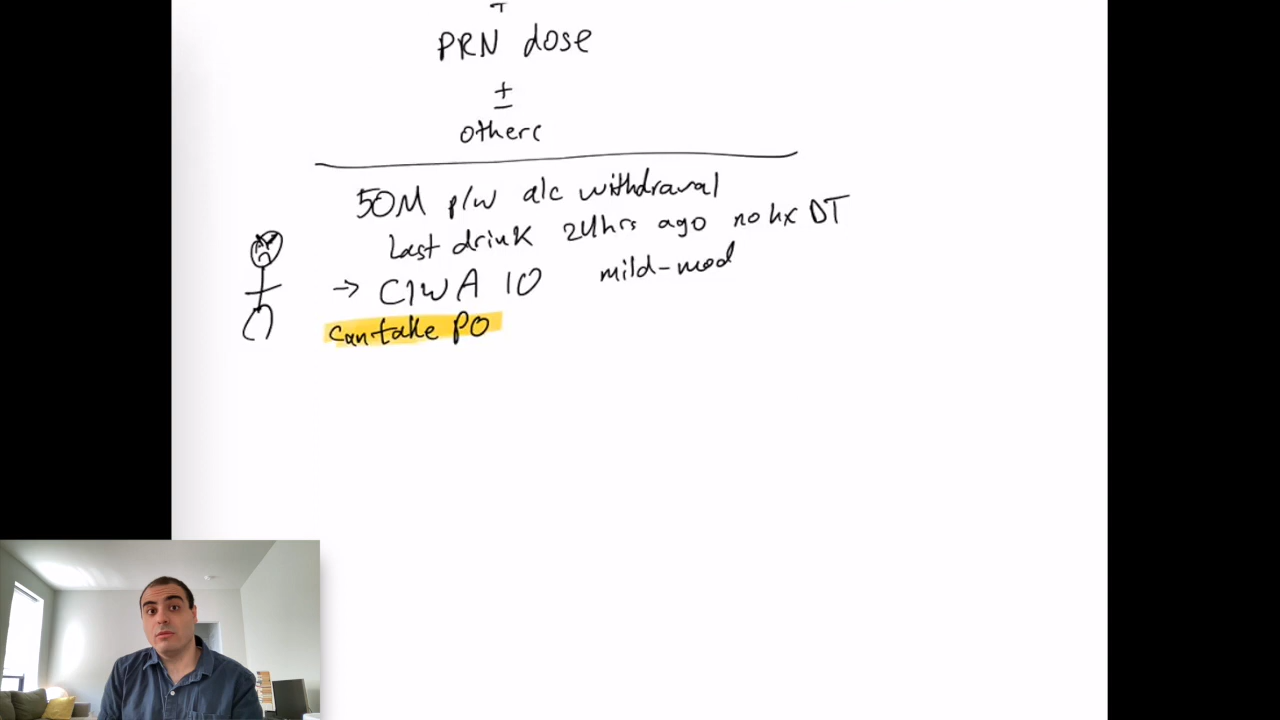 PRN dose
±
others
50M p/w a/c withdrawal
Last drink 24hrs ago no hx DT
→ CIWA 10 mild-mod
can take PO